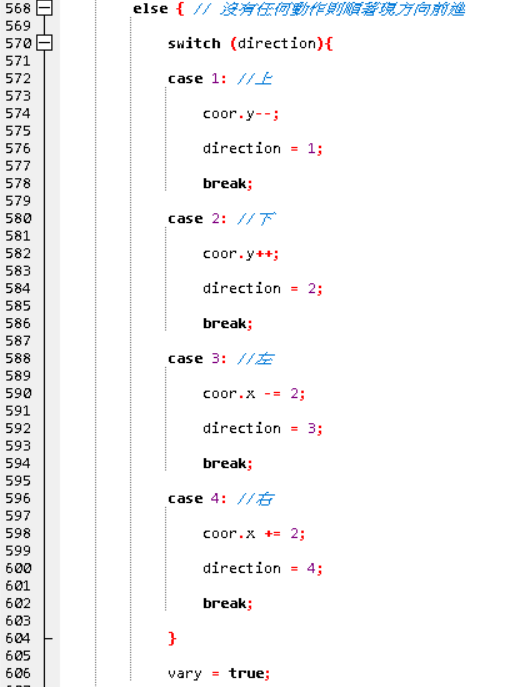 568 else { // 沒有任何動作則順著現方向前進
569
570 switch (direction){
571
572 case 1: //上
573
574 coor.y--;
575
576 direction = 1;
577
578 break;
579
580 case 2: //下
581
582 coor.y++;
583
584 direction = 2;
585
586 break;
587
588 case 3: //左
589
590 coor.x -= 2;
591
592 direction = 3;
593
594 break;
595
596 case 4: //右
597
598 coor.x += 2;
599
600 direction = 4;
601
602 break;
603
604 }
605
606 vary = true;